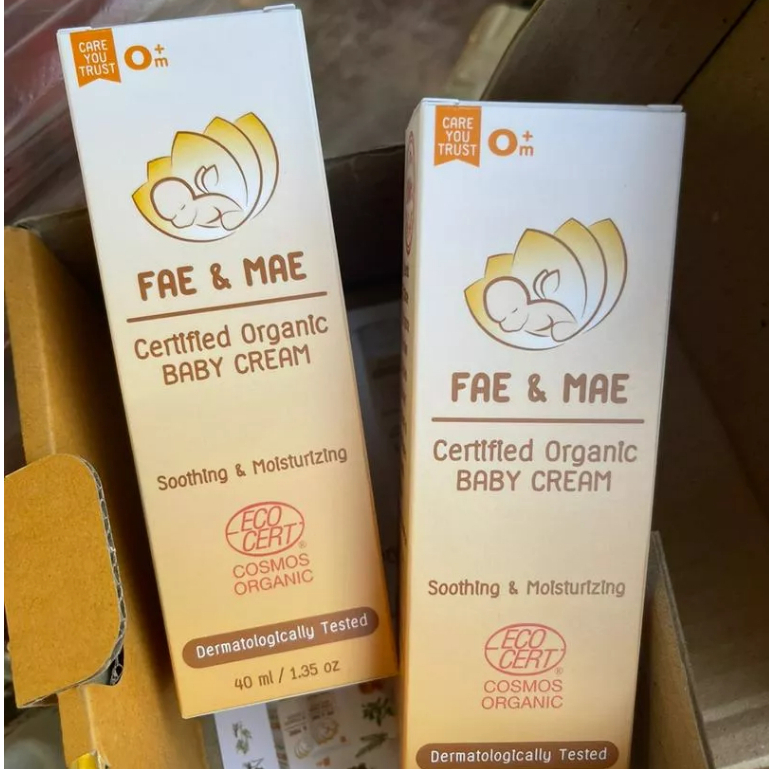 CARE
YOU
TRUST
0+m
FAE & MAE
Certified Organic
BABY CREAM
Soothing & Moisturizing
ECO
CERT®
COSMOS
ORGANIC
Dermatologically Tested
40 ml / 1.35 oz
CARE
YOU
TRUST
0+m
FAE & MAE
Certified Organic
BABY CREAM
Soothing & Moisturizing
ECO
CERT®
COSMOS
ORGANIC
Dermatologically Tested